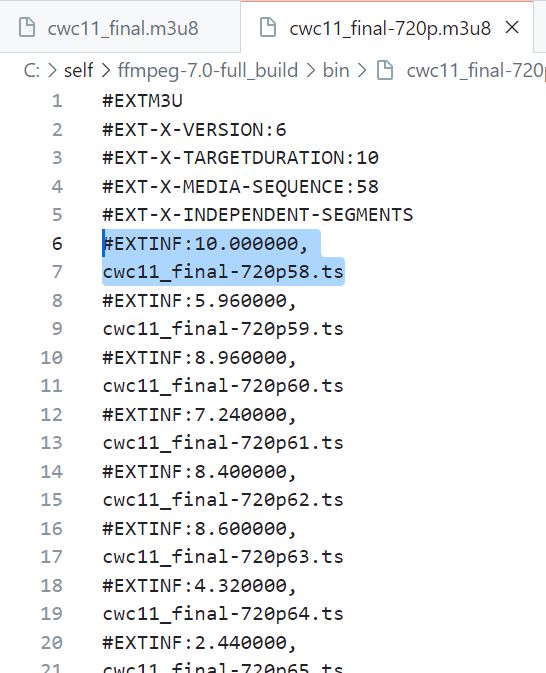 cwc11_final.m3u8
cwc11_final-720p.m3u8
C: > self > ffmpeg-7.0-full_build > bin > cwc11_final-720p
1 #EXTM3U
2 #EXT-X-VERSION:6
3 #EXT-X-TARGETDURATION:10
4 #EXT-X-MEDIA-SEQUENCE:58
5 #EXT-X-INDEPENDENT-SEGMENTS
6 #EXTINF:10.000000,
7 cwc11_final-720p58.ts
8 #EXTINF:5.960000,
9 cwc11_final-720p59.ts
10 #EXTINF:8.960000,
11 cwc11_final-720p60.ts
12 #EXTINF:7.240000,
13 cwc11_final-720p61.ts
14 #EXTINF:8.400000,
15 cwc11_final-720p62.ts
16 #EXTINF:8.600000,
17 cwc11_final-720p63.ts
18 #EXTINF:4.320000,
19 cwc11_final-720p64.ts
20 #EXTINF:2.440000,
21 cwc11_final-720p65.ts